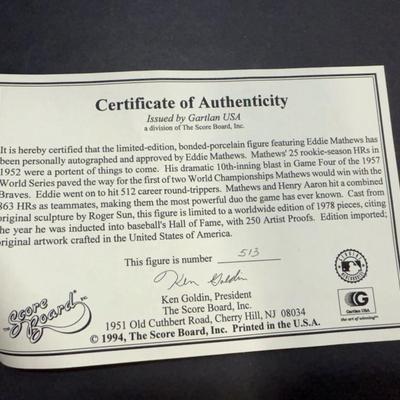 Certificate of Authenticity
Issued by Gartlan USA
a division of The Score Board, Inc.
It is hereby certified that the limited-edition, bonded-porcelain figure featuring Eddie Mathews has
been personally autographed and approved by Eddie Mathews. Mathews' 25 rookie-season HRs in
1952 were a portent of things to come. His dramatic 10th-inning blast in Game Four of the 1957
World Series paved the way for the first of two World Championships Mathews would win with the
Braves. Eddie went on to hit 512 career round-trippers. Mathews and Henry Aaron hit a combined
863 HRs as teammates, making them the most powerful duo the game has ever known. Cast from
original sculpture by Roger Sun, this figure is limited to a worldwide edition of 1978 pieces, citing
the year he was inducted into baseball's Hall of Fame, with 250 Artist Proofs. Edition imported;
original artwork crafted in the United States of America.
This figure is number 513
Ken Goldin
Ken Goldin, President
The Score Board, Inc.
1951 Old Cuthbert Road, Cherry Hill, NJ 08034
© 1994, The Score Board, Inc. Printed in the U.S.A.
THE Score Board, INC.
G
Gartlan USA
the art of winning™